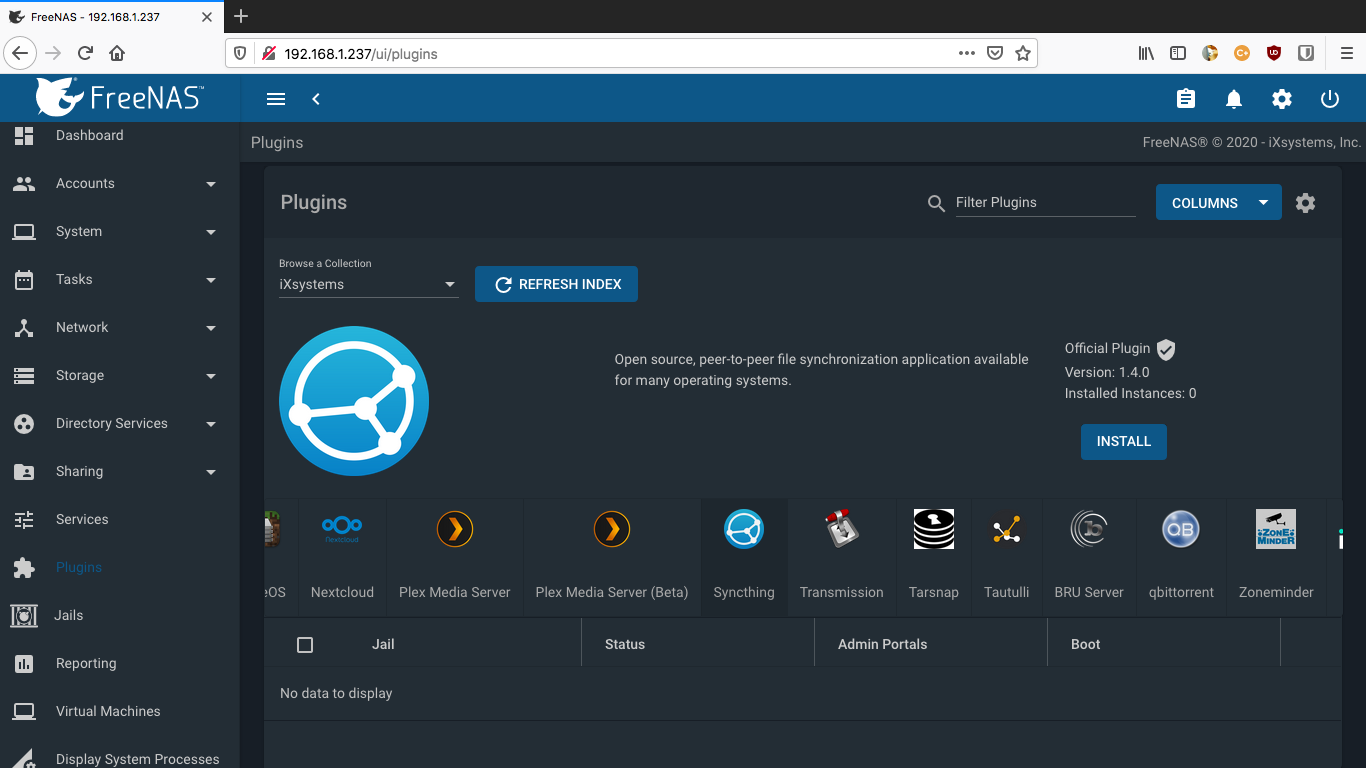 FreeNAS - 192.168.1.237
192.168.1.237/ui/plugins
FreeNAS™
Plugins
FreeNAS® © 2020 - iXsystems, Inc.
Dashboard
Accounts
System
Tasks
Network
Storage
Directory Services
Sharing
Services
Plugins
Jails
Reporting
Virtual Machines
Display System Processes
Plugins
Filter Plugins
COLUMNS
Browse a Collection
iXsystems
REFRESH INDEX
Open source, peer-to-peer file synchronization application available
for many operating systems.
Official Plugin
Version: 1.4.0
Installed Instances: 0
INSTALL
eOS
Nextcloud
Nextcloud
Plex Media Server
Plex Media Server (Beta)
Syncthing
Transmission
Tarsnap
Tautulli
BRU Server
QB
qbittorrent
ZONE
MINDER
Zoneminder
Jail Status Admin Portals Boot
No data to display